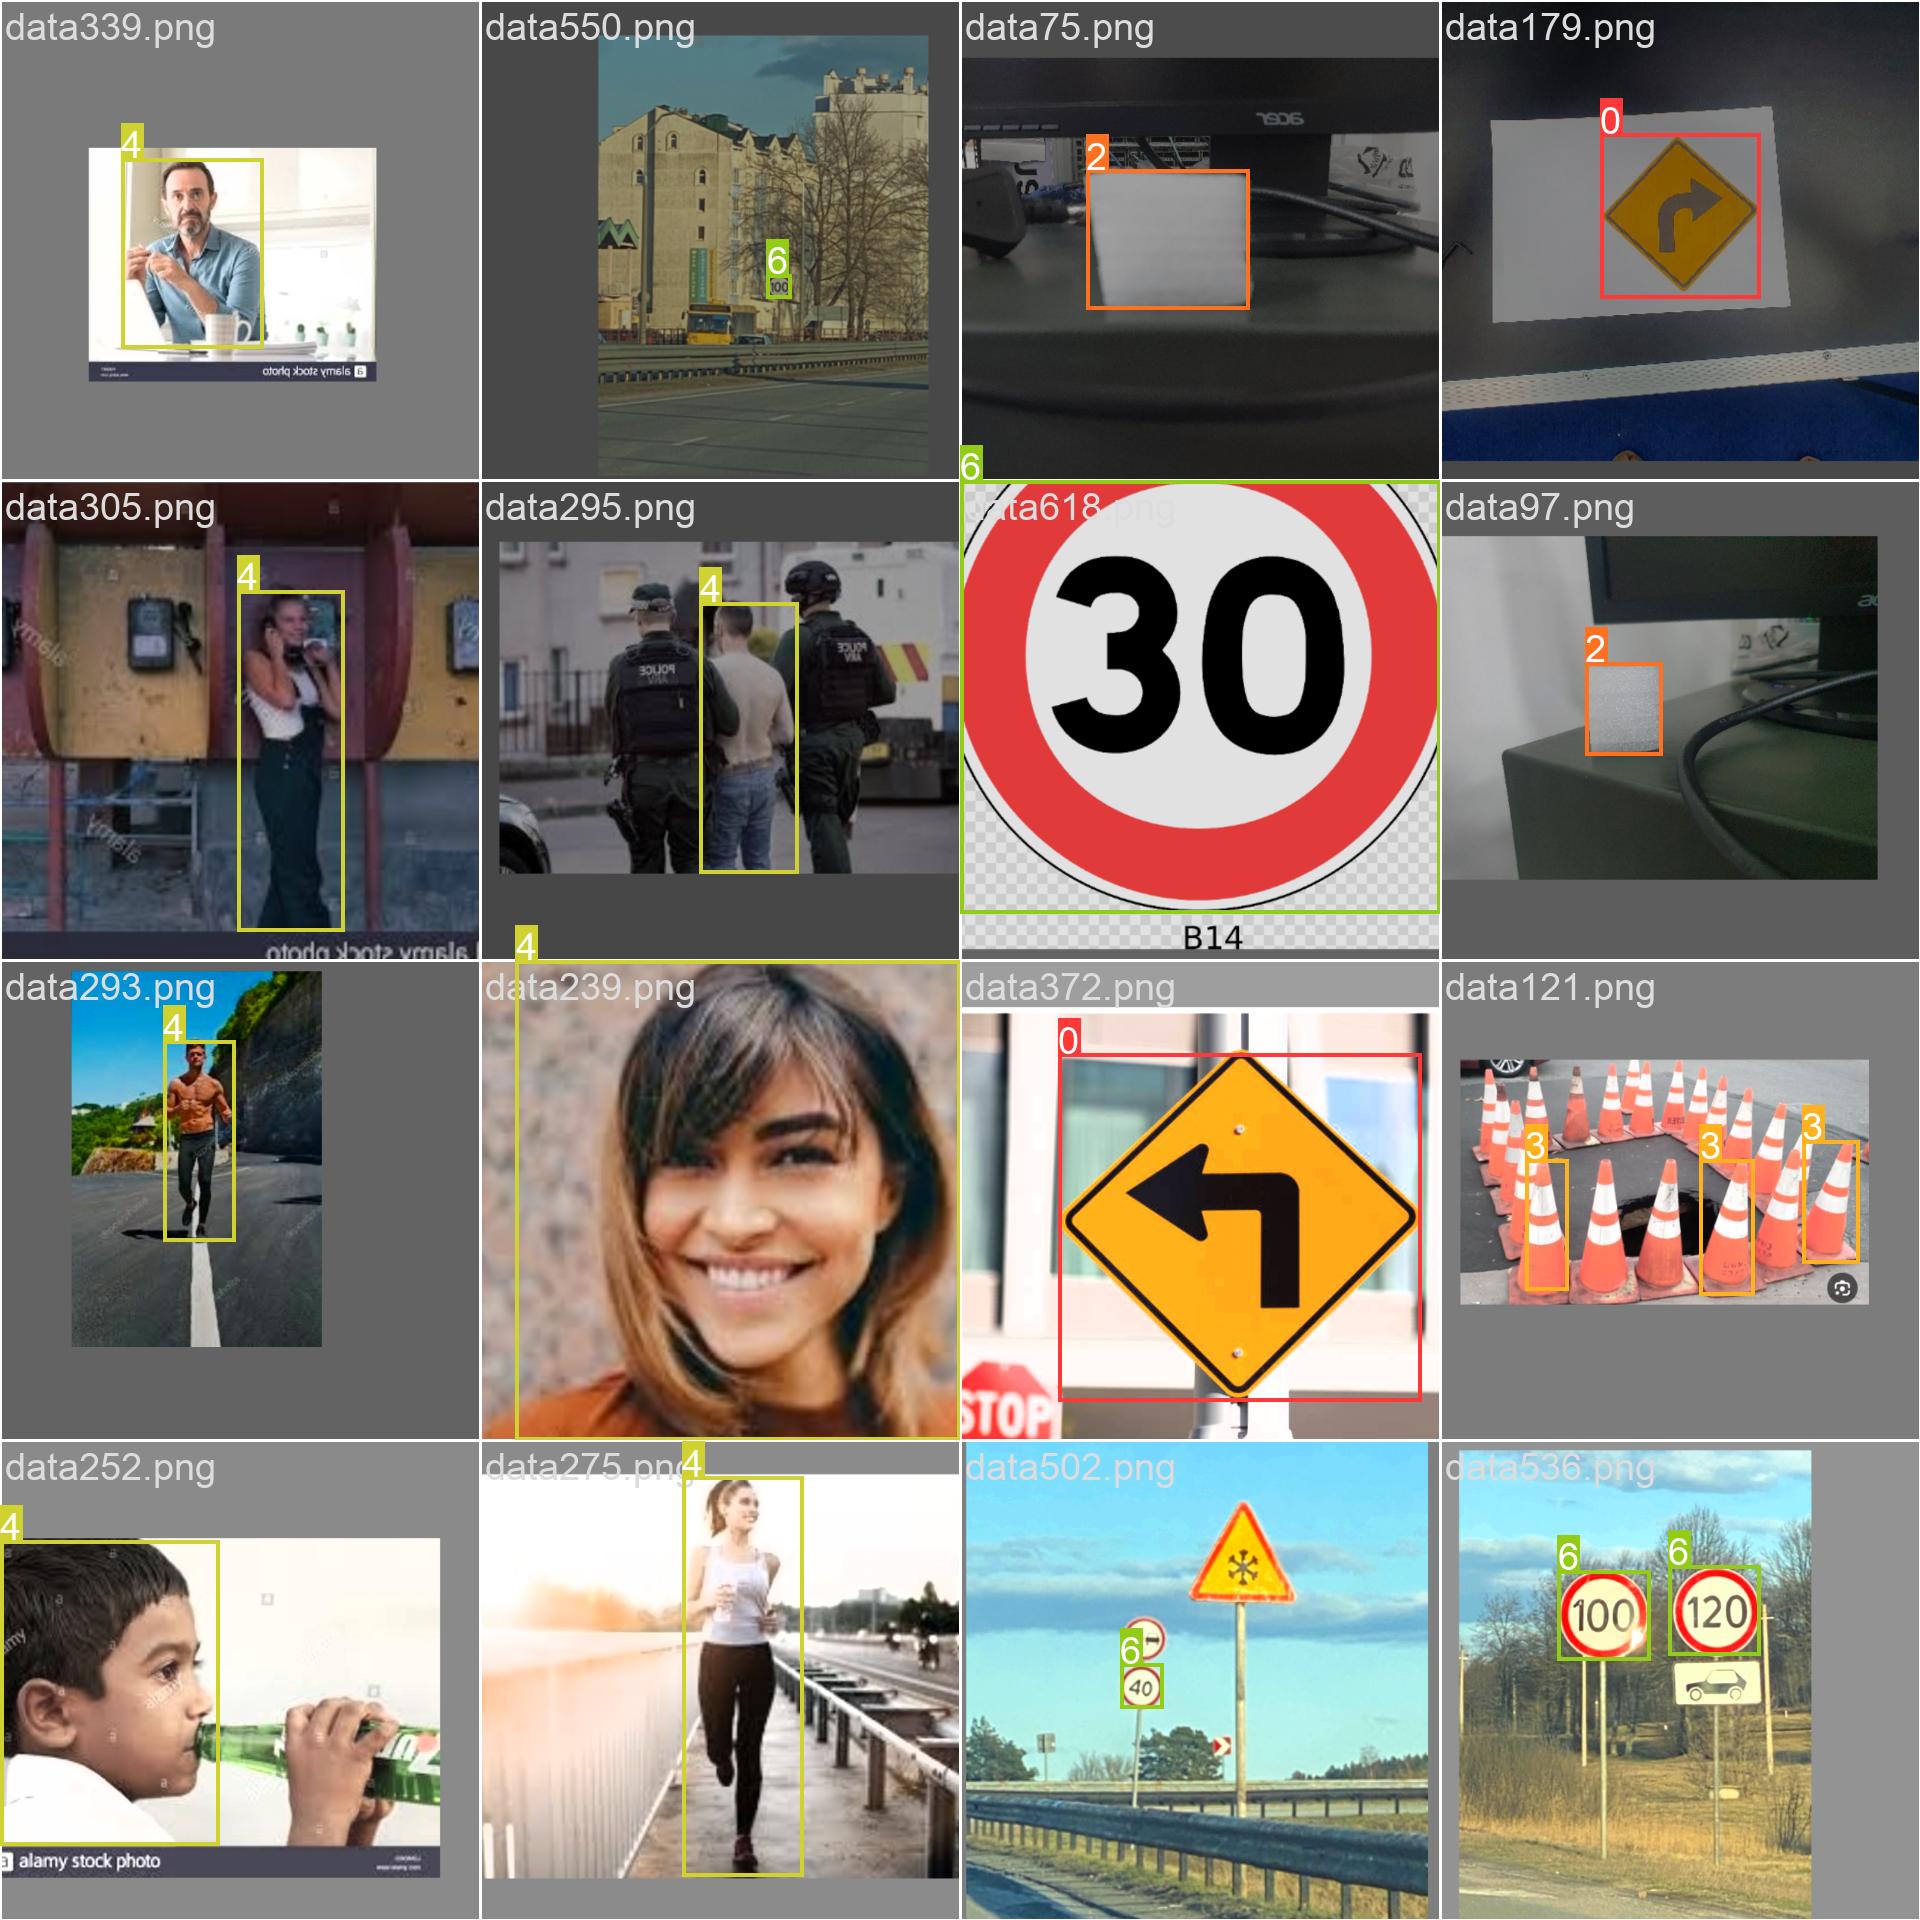 data339.png
4
alamy stock photo
data550.png
6
100
data75.png
acer
2
data179.png
0
data305.png
4
alamy
alamy
alamy stock photo
data295.png
4
POLICE
POLICE
data618.png
6
30
B14
data97.png
2
data293.png
4
data239.png
4
data372.png
0
STOP
data121.png
3
3
3
data252.png
4
alamy
a alamy stock photo
data275.png
4
data502.png
6
40
data536.png
6
6
100
120